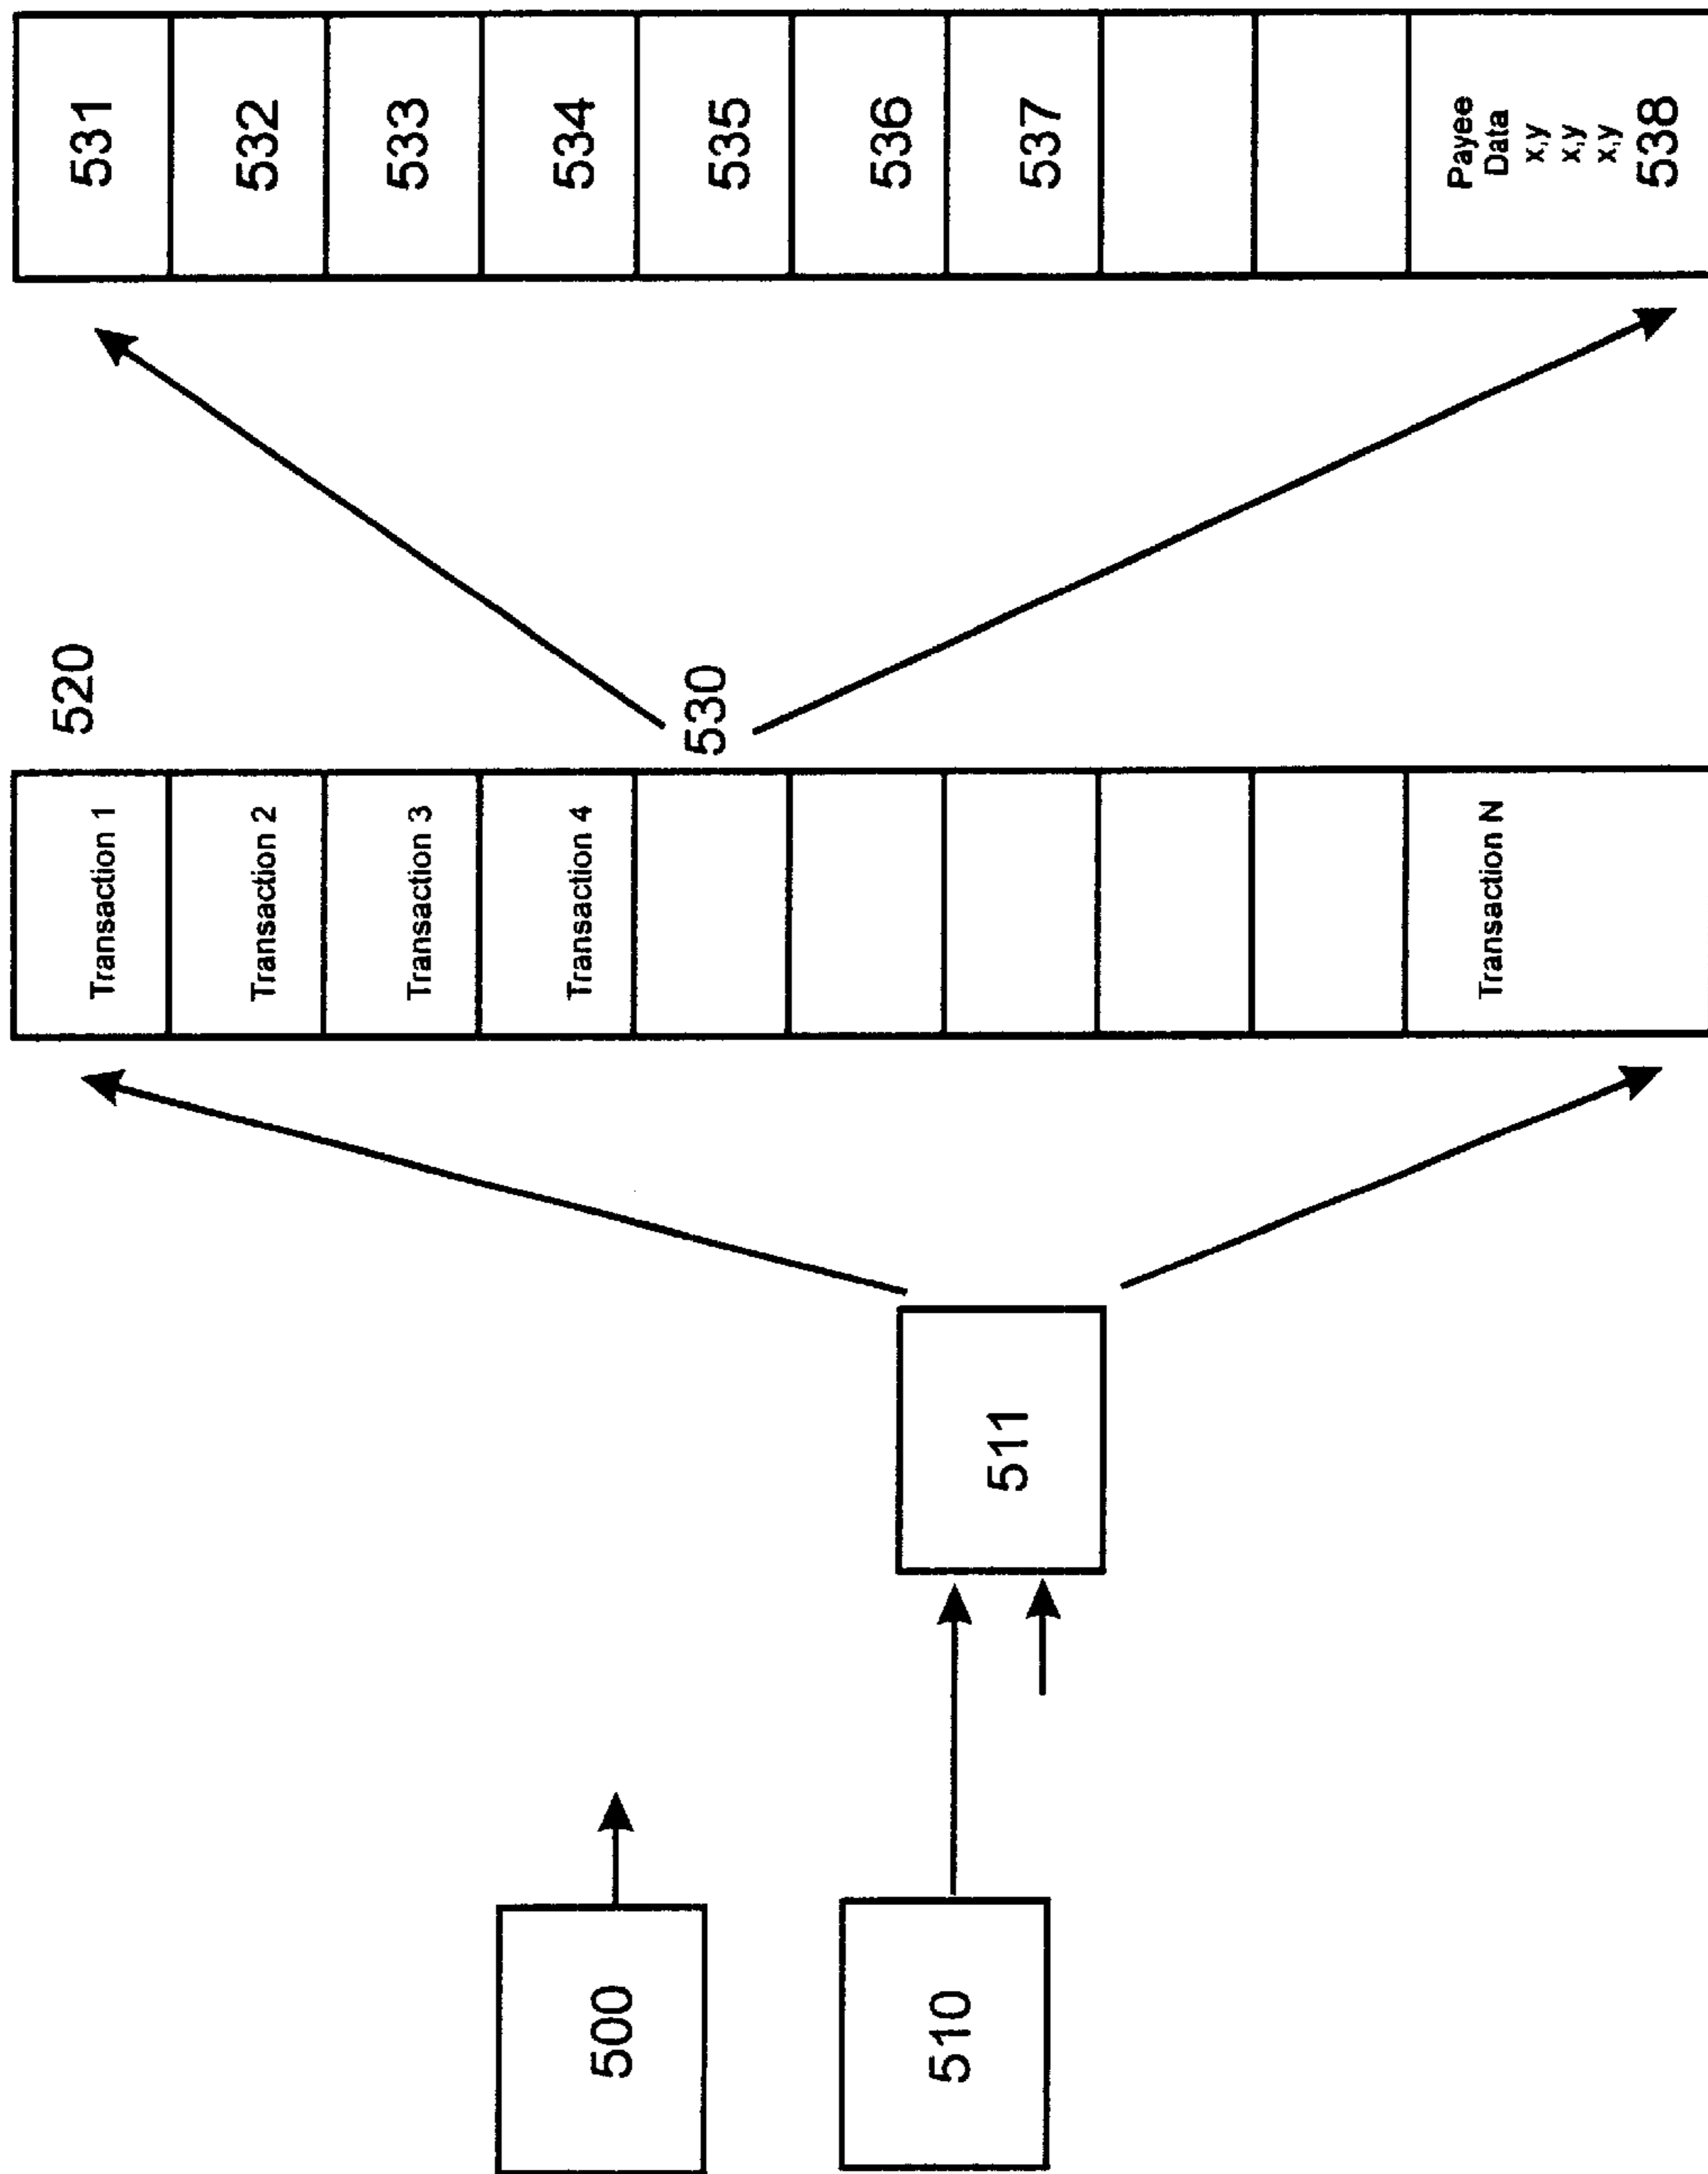 500
510
511
Transaction 1
Transaction 2
Transaction 3
Transaction 4
Transaction N
520
530
531
532
533
534
535
536
537
Payee
Data
x,y
x,y
x,y
538